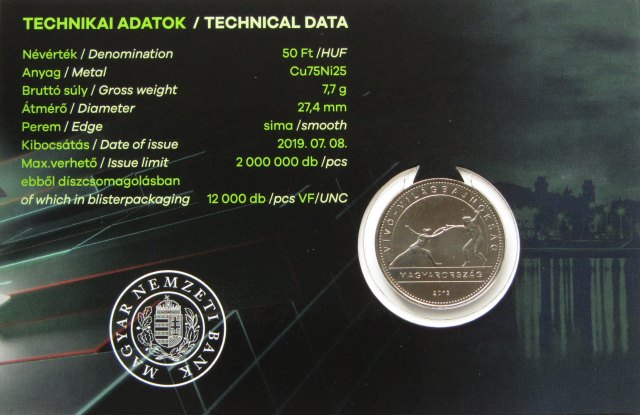 TECHNIKAI ADATOK / TECHNICAL DATA
Névérték / Denomination 50 Ft /HUF
Anyag / Metal Cu75Ni25
Bruttó súly / Gross weight 7,7 g
Átmérő / Diameter 27,4 mm
Perem / Edge sima /smooth
Kibocsátás / Date of issue 2019. 07. 08.
Max.verhető / Issue limit 2 000 000 db /pcs
ebből díszcsomagolásban
of which in blisterpackaging 12 000 db /pcs VF/UNC
VÍVÓ-VILÁGBAJNOKSÁG
MAGYARORSZÁG
2019
MAGYAR NEMZETI BANK